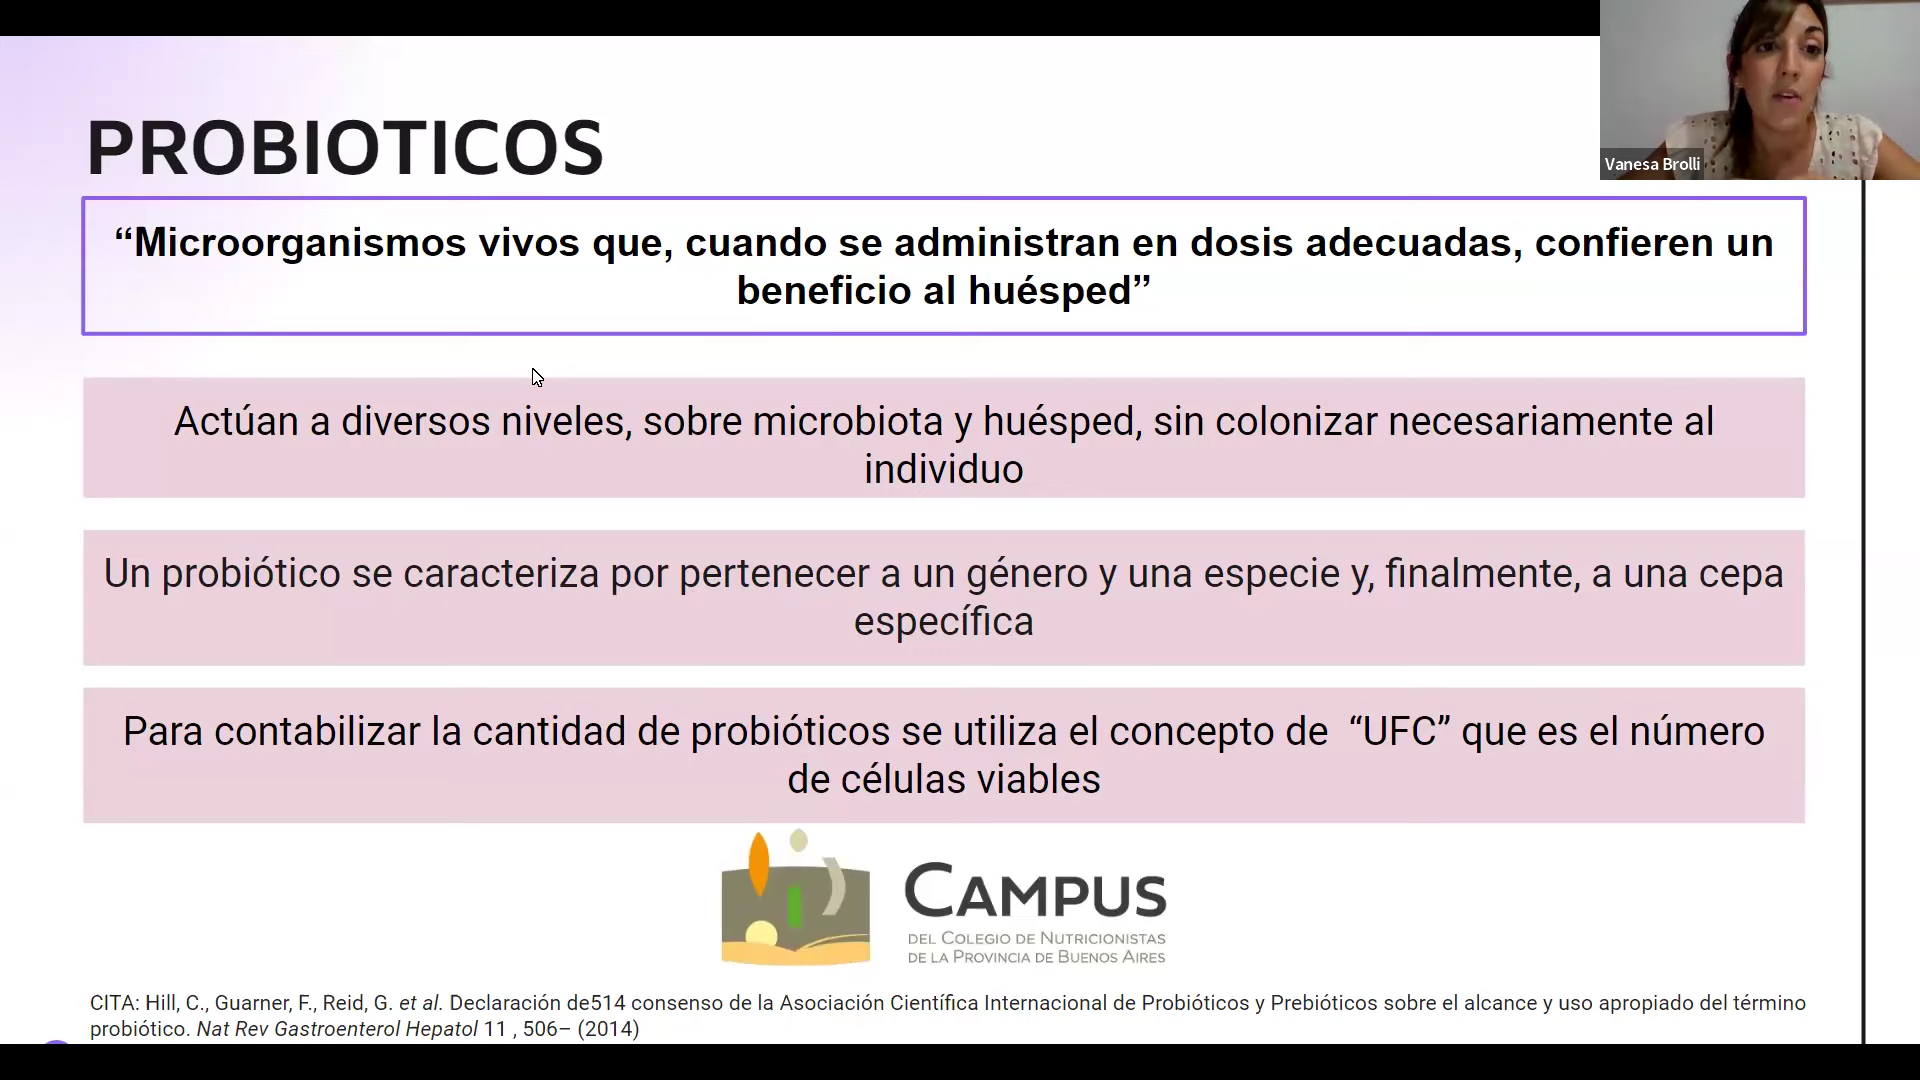 PROBIOTICOS
Vanesa Brolli
“Microorganismos vivos que, cuando se administran en dosis adecuadas, confieren un
beneficio al huésped”
Actúan a diversos niveles, sobre microbiota y huésped, sin colonizar necesariamente al
individuo
Un probiótico se caracteriza por pertenecer a un género y una especie y, finalmente, a una cepa
específica
Para contabilizar la cantidad de probióticos se utiliza el concepto de “UFC” que es el número
de células viables
CAMPUS
DEL COLEGIO DE NUTRICIONISTAS
DE LA PROVINCIA DE BUENOS AIRES
CITA: Hill, C., Guarner, F., Reid, G. et al. Declaración de514 consenso de la Asociación Científica Internacional de Probióticos y Prebióticos sobre el alcance y uso apropiado del término
probiótico. Nat Rev Gastroenterol Hepatol 11 , 506– (2014)